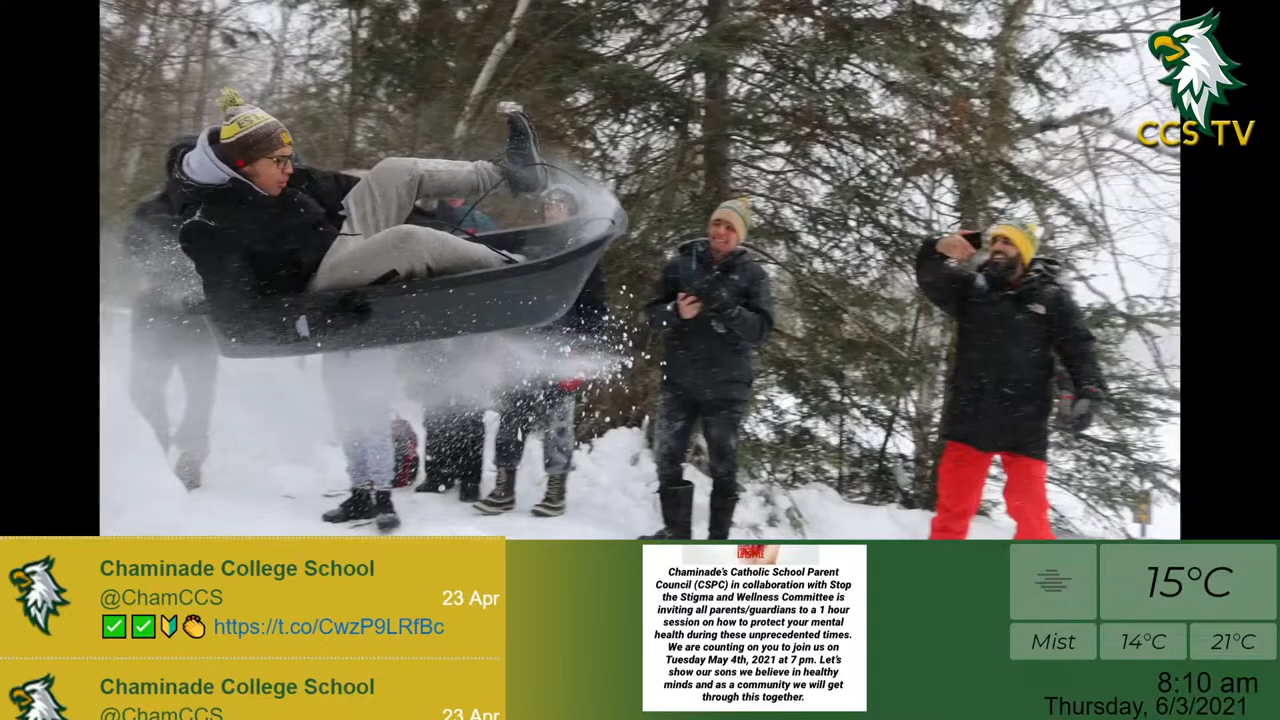 EST
CCS TV
Chaminade College School
@ChamCCS
23 Apr
✅✅🔰👏 https://t.co/CwzP9LRfBc
Chaminade College School
@ChamCCS
23 Apr
LIFESTYLE
Chaminade's Catholic School Parent
Council (CSPC) in collaboration with Stop
the Stigma and Wellness Committee is
inviting all parents/guardians to a 1 hour
session on how to protect your mental
health during these unprecedented times.
We are counting on you to join us on
Tuesday May 4th, 2021 at 7 pm. Let's
show our sons we believe in healthy
minds and as a community we will get
through this together.
15°C
Mist
14°C
21°C
8:10 am
Thursday, 6/3/2021